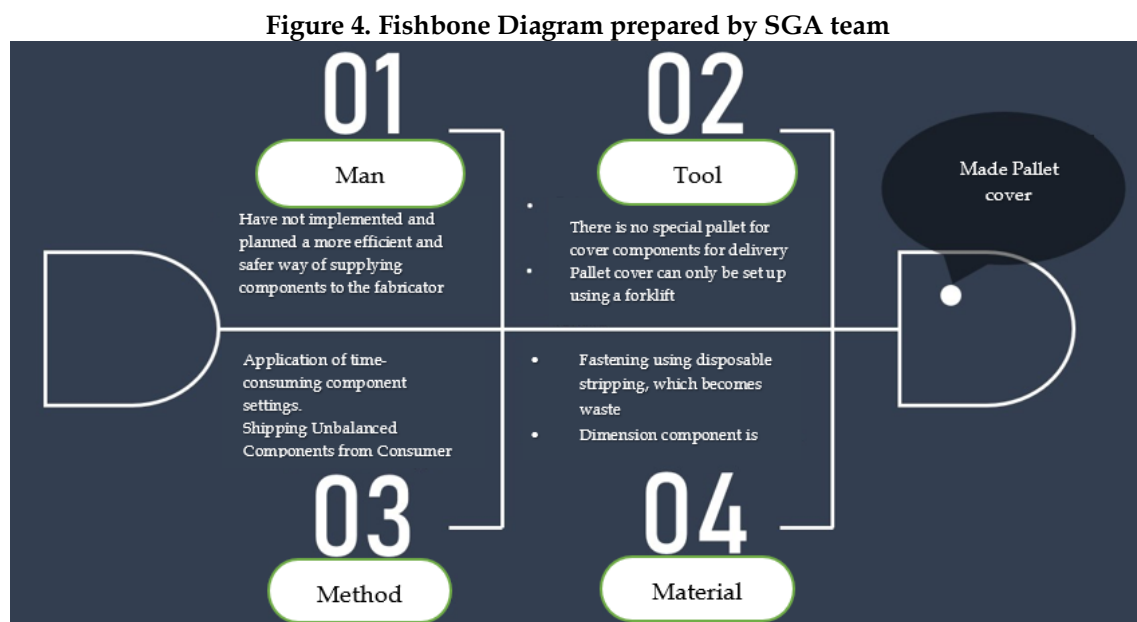 Figure 4. Fishbone Diagram prepared by SGA team
01
Man
Have not implemented and
planned a more efficient and
safer way of supplying
components to the fabricator
02
Tool
• 
There is no special pallet for
cover components for delivery
• Pallet cover can only be set up
using a forklift
Made Pallet
cover
Application of time-
consuming component
settings.
Shipping Unbalanced
Components from Consumer
03
Method
• Fastening using disposable
stripping, which becomes
waste
• Dimension component is
04
Material